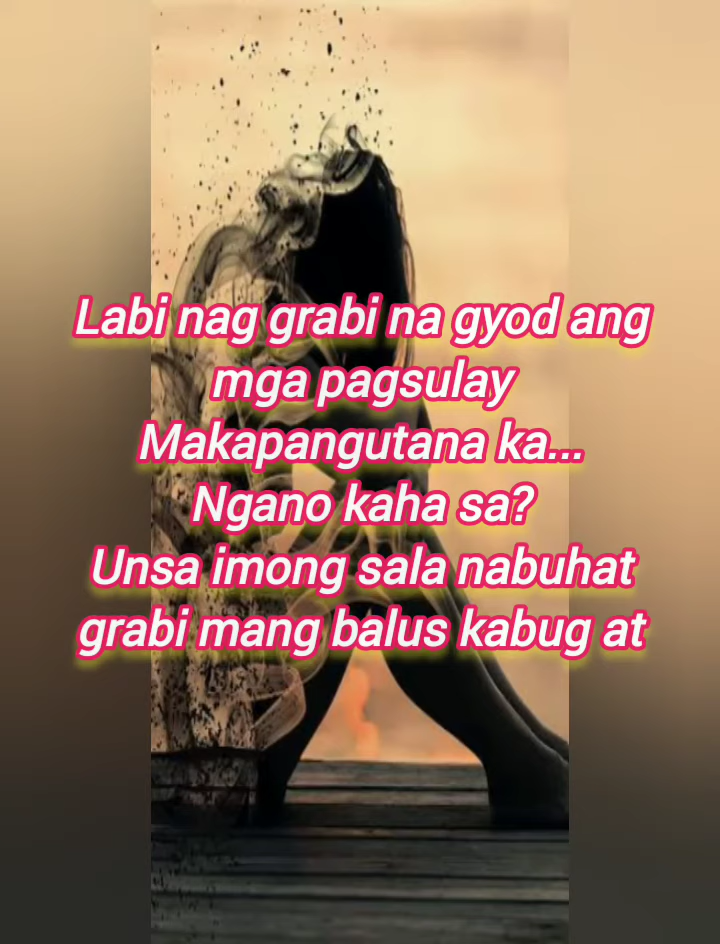 Labi nag grabi na gyod ang
mga pagsulay
Makapangutana ka...
Ngano kaha sa?
Unsa imong sala nabuhat
grabi mang balus kabug at